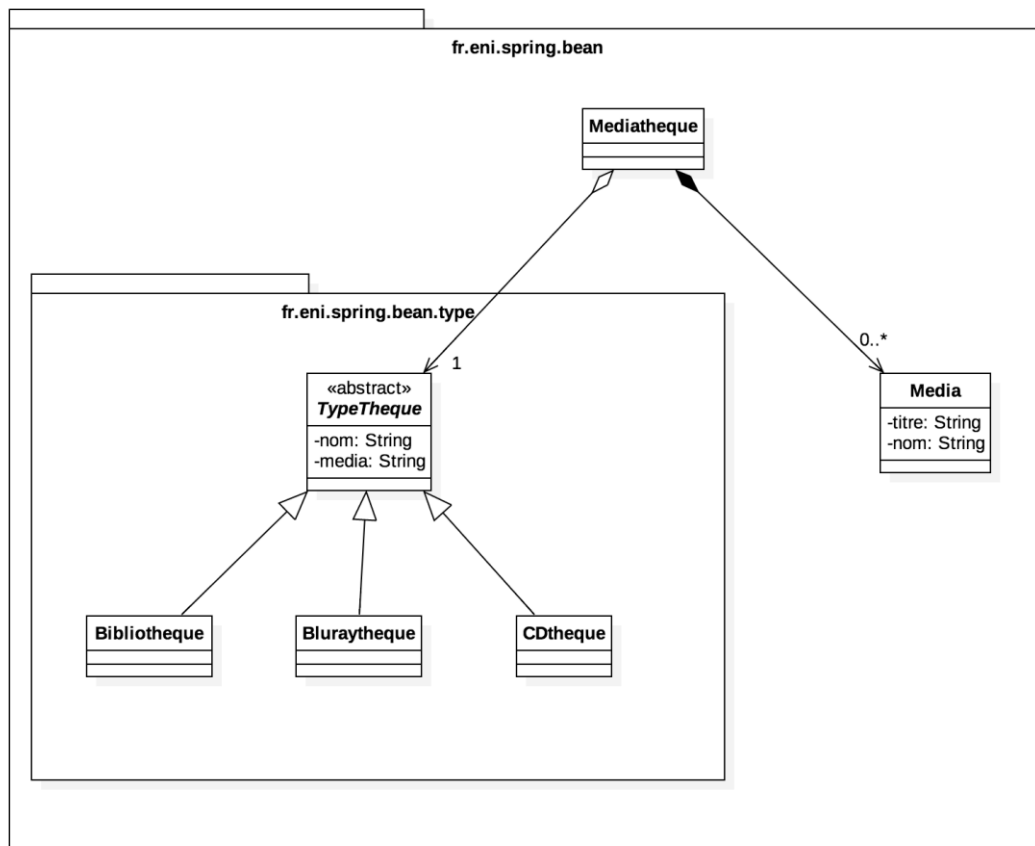 fr.eni.spring.bean
Mediatheque
fr.eni.spring.bean.type
1
0..*
«abstract»
TypeTheque
-nom: String
-media: String
Media
-titre: String
-nom: String
Bibliotheque
Bluraytheque
CDtheque